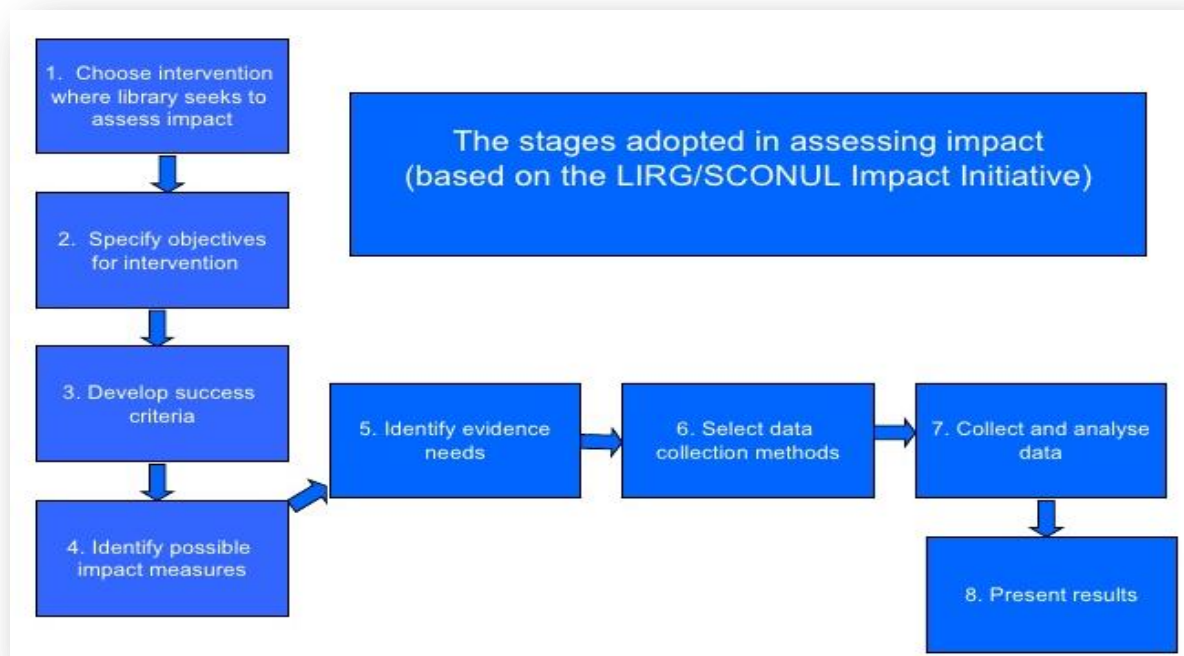 1. Choose intervention
where library seeks to
assess impact
The stages adopted in assessing impact
(based on the LIRG/SCONUL Impact Initiative)
2. Specify objectives
for intervention
3. Develop success
criteria
4. Identify possible
impact measures
5. Identify evidence
needs
6. Select data
collection methods
7. Collect and analyse
data
8. Present results